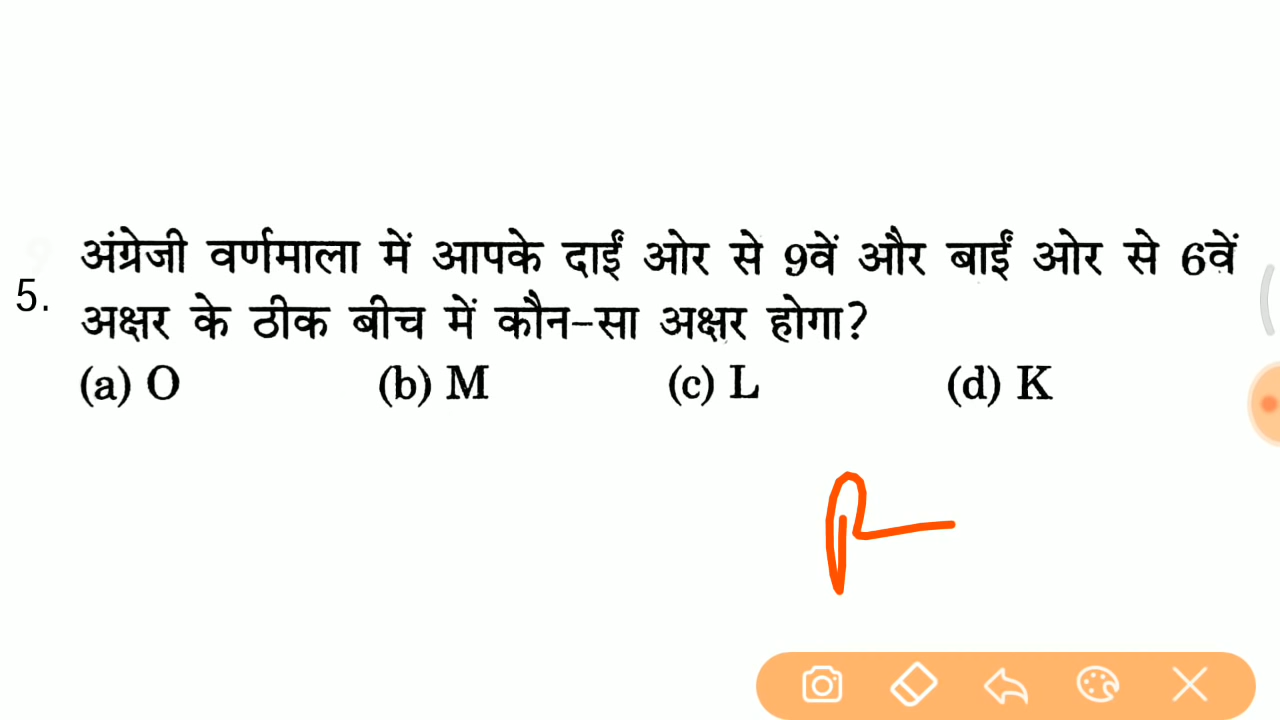 5. अंग्रेजी वर्णमाला में आपके दाईं ओर से 9वें और बाईं ओर से 6वें
अक्षर के ठीक बीच में कौन-सा अक्षर होगा?
(a) O (b) M (c) L (d) K